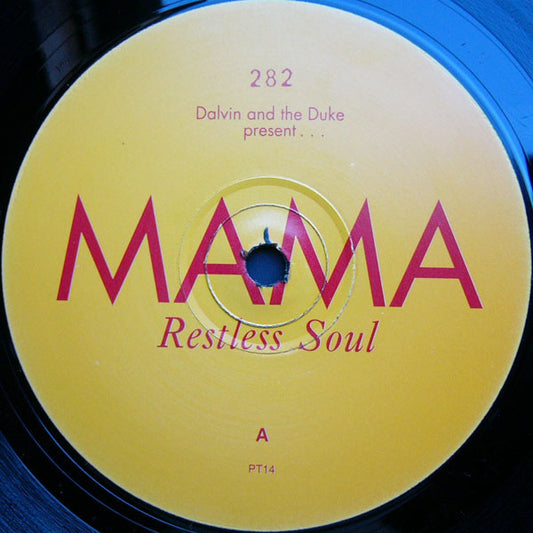 282
Dalvin and the Duke
present...
MAMA
Restless Soul
A
PT14